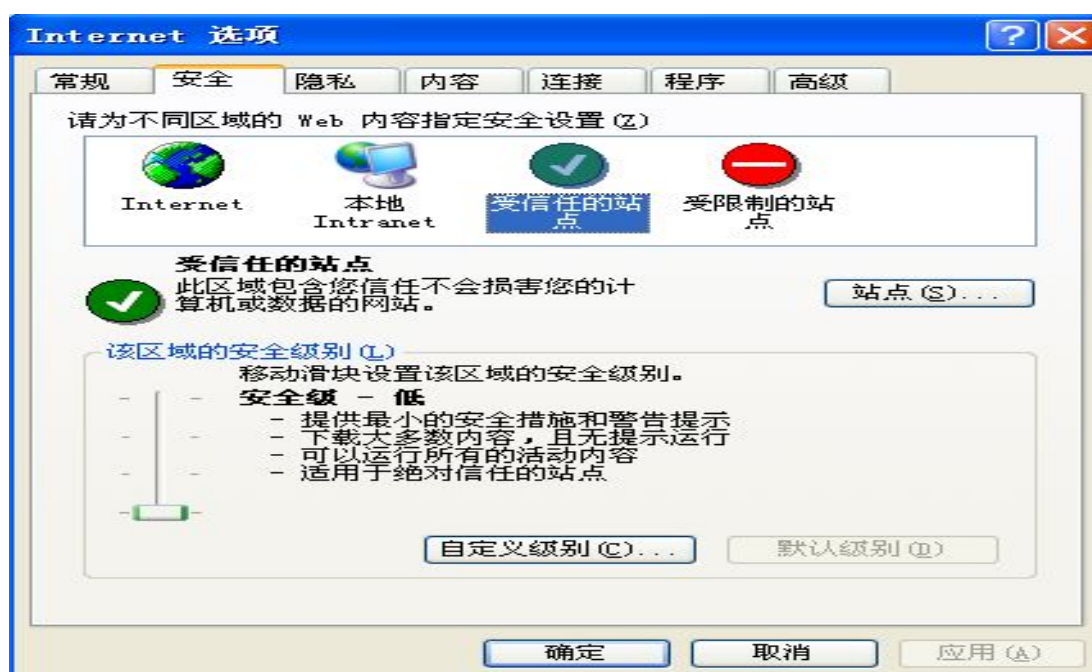 Internet 选项
常规 安全 隐私 内容 连接 程序 高级
请为不同区域的 Web 内容指定安全设置(Z)
Internet
本地
Intranet
受信任的站
点
受限制的站
点
受信任的站点
此区域包含您信任不会损害您的计
算机或数据的网站。
站点(S)...
该区域的安全级别(L)
移动滑块设置该区域的安全级别。
安全级 - 低
- 提供最小的安全措施和警告提示
- 下载大多数内容，且无提示运行
- 可以运行所有的活动内容
- 适用于绝对信任的站点
自定义级别(C)... 默认级别(D)
确定 取消 应用(A)